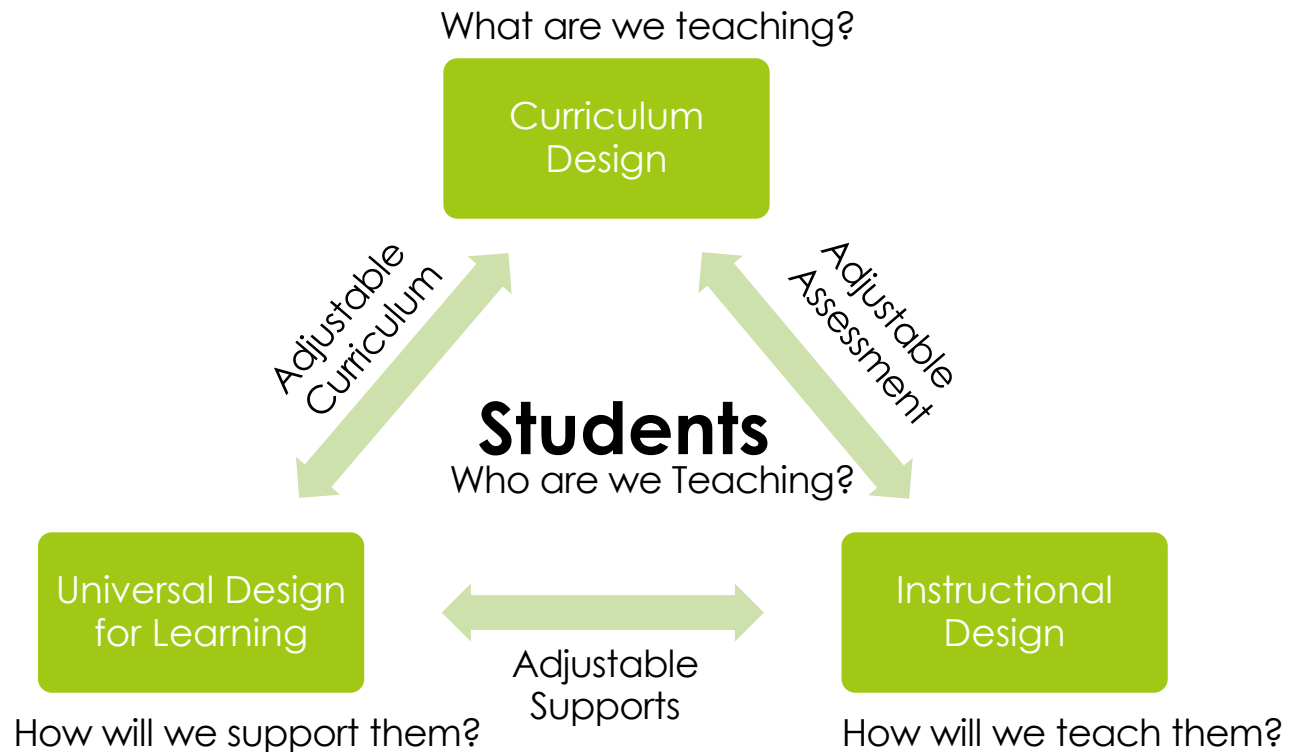 What are we teaching?
Curriculum
Design
Adjustable
Curriculum
Adjustable
Assessment
Students
Who are we Teaching?
Universal Design
for Learning
Adjustable
Supports
Instructional
Design
How will we support them?
How will we teach them?